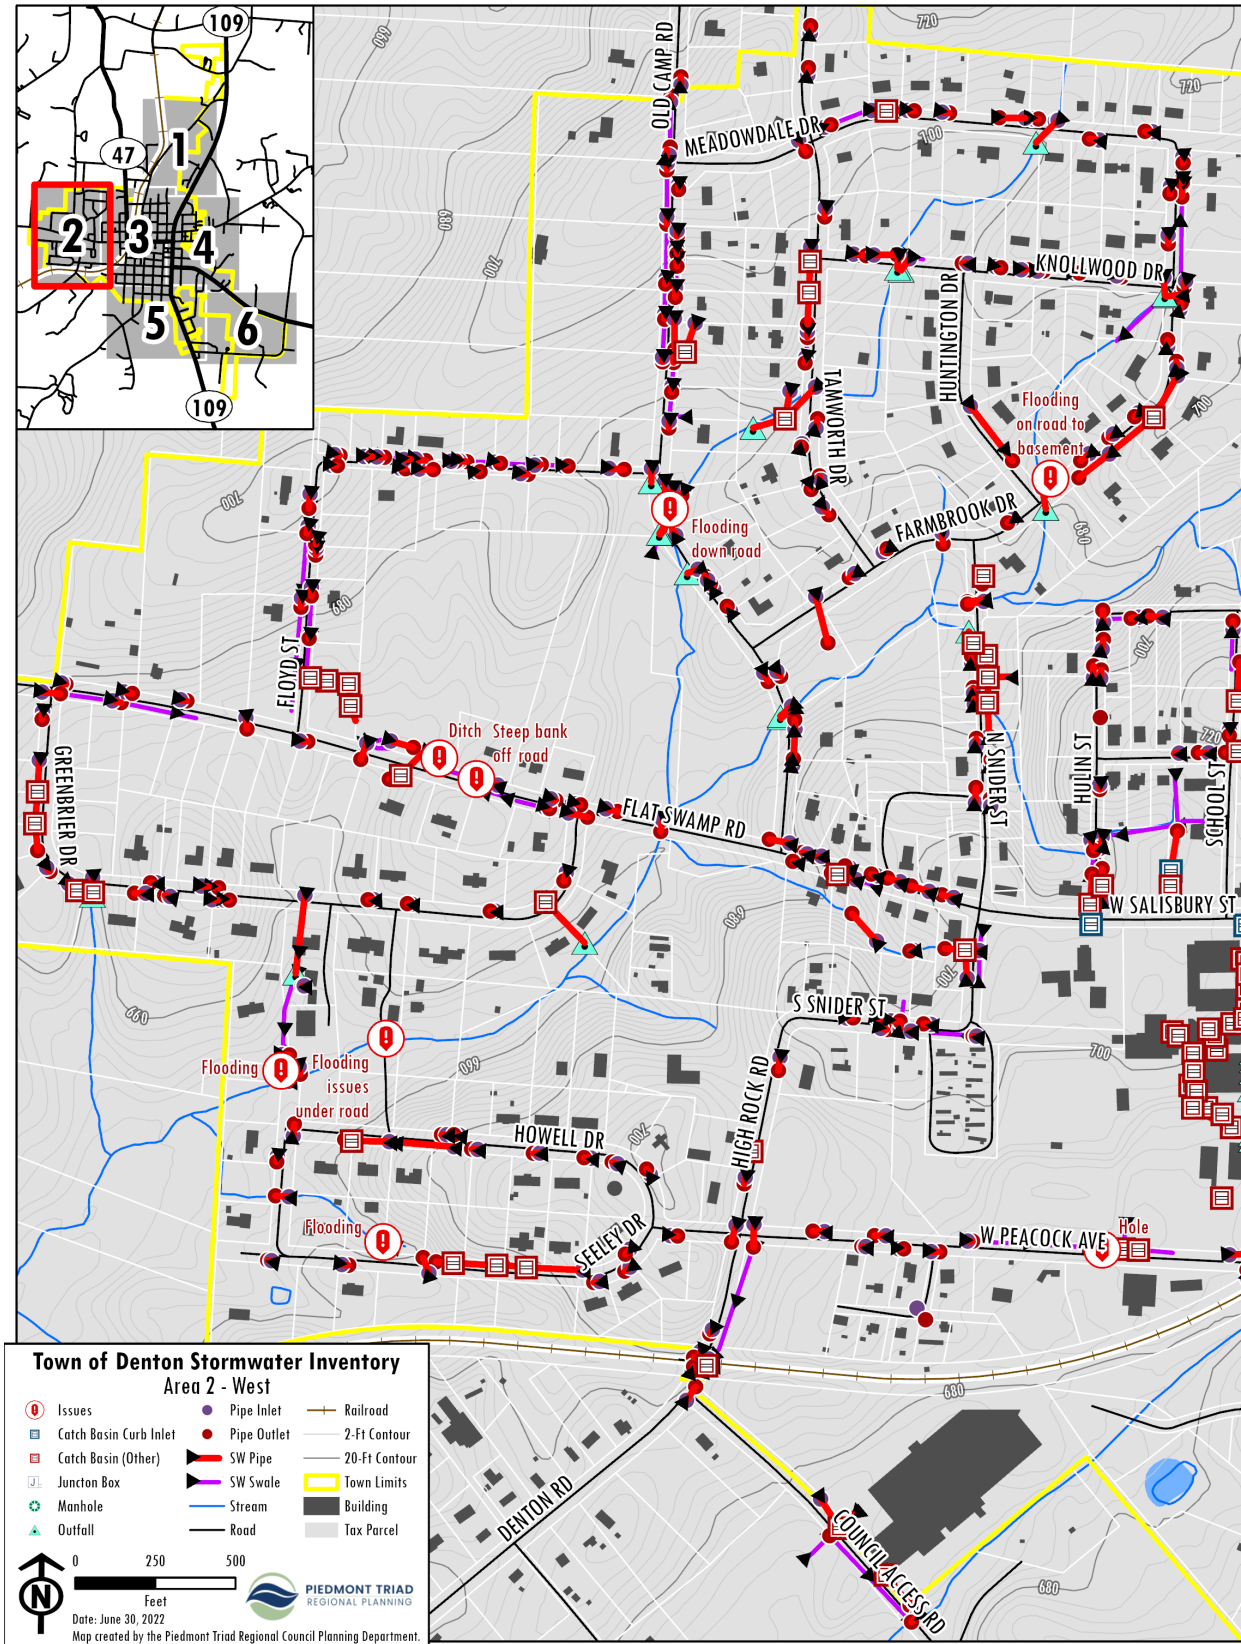 109
47
1
2
3
4
5
6
109
660
680
700
720
720
OLD CAMP RD
MEADOWDALE DR
700
KNOLLWOOD DR
HUNTINGTON DR
TAMWORTH DR
Flooding
on road to
basement
700
FARMBROOK DR
680
Flooding
down road
700
680
FLOYD ST
Ditch
Steep bank
off road
GREENBRIER DR
FLAT SWAMP RD
N SNIDER ST
HULIN ST
SCHOOL ST
700
720
W SALISBURY ST
680
700
S SNIDER ST
700
660
660
Flooding
Flooding
issues
under road
HIGH ROCK RD
HOWELL DR
700
SEELEY DR
Flooding
W PEACOCK AVE
Hole
680
680
DENTON RD
COUNCIL ACCESS RD
Town of Denton Stormwater Inventory
Area 2 - West
Issues
Catch Basin Curb Inlet
Catch Basin (Other)
J
Juncton Box
Manhole
Outfall
Pipe Inlet
Pipe Outlet
SW Pipe
SW Swale
Stream
Road
Railroad
2-Ft Contour
20-Ft Contour
Town Limits
Building
Tax Parcel
N
0 250 500
Feet
PIEDMONT TRIAD
REGIONAL PLANNING
Date: June 30, 2022
Map created by the Piedmont Triad Regional Council Planning Department.